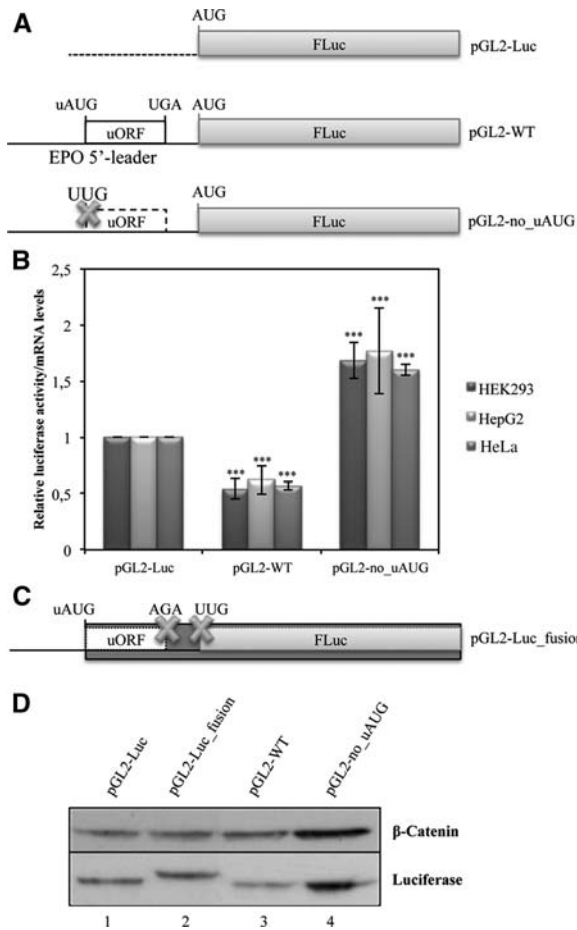 A
AUG
FLuc
pGL2-Luc
uAUG
UGA
AUG
uORF
FLuc
pGL2-WT
EPO 5'-leader
UUG
AUG
uORF
FLuc
pGL2-no_uAUG
B
Relative luciferase activity/mRNA levels
2,5
2
1,5
1
0,5
0
***
***
***
***
***
***
pGL2-Luc
pGL2-WT
pGL2-no_uAUG
HEK293
HepG2
HeLa
C
uAUG
AGA
UUG
uORF
FLuc
pGL2-Luc_fusion
D
pGL2-Luc
pGL2-Luc_fusion
pGL2-WT
pGL2-no_uAUG
β-Catenin
Luciferase
1
2
3
4